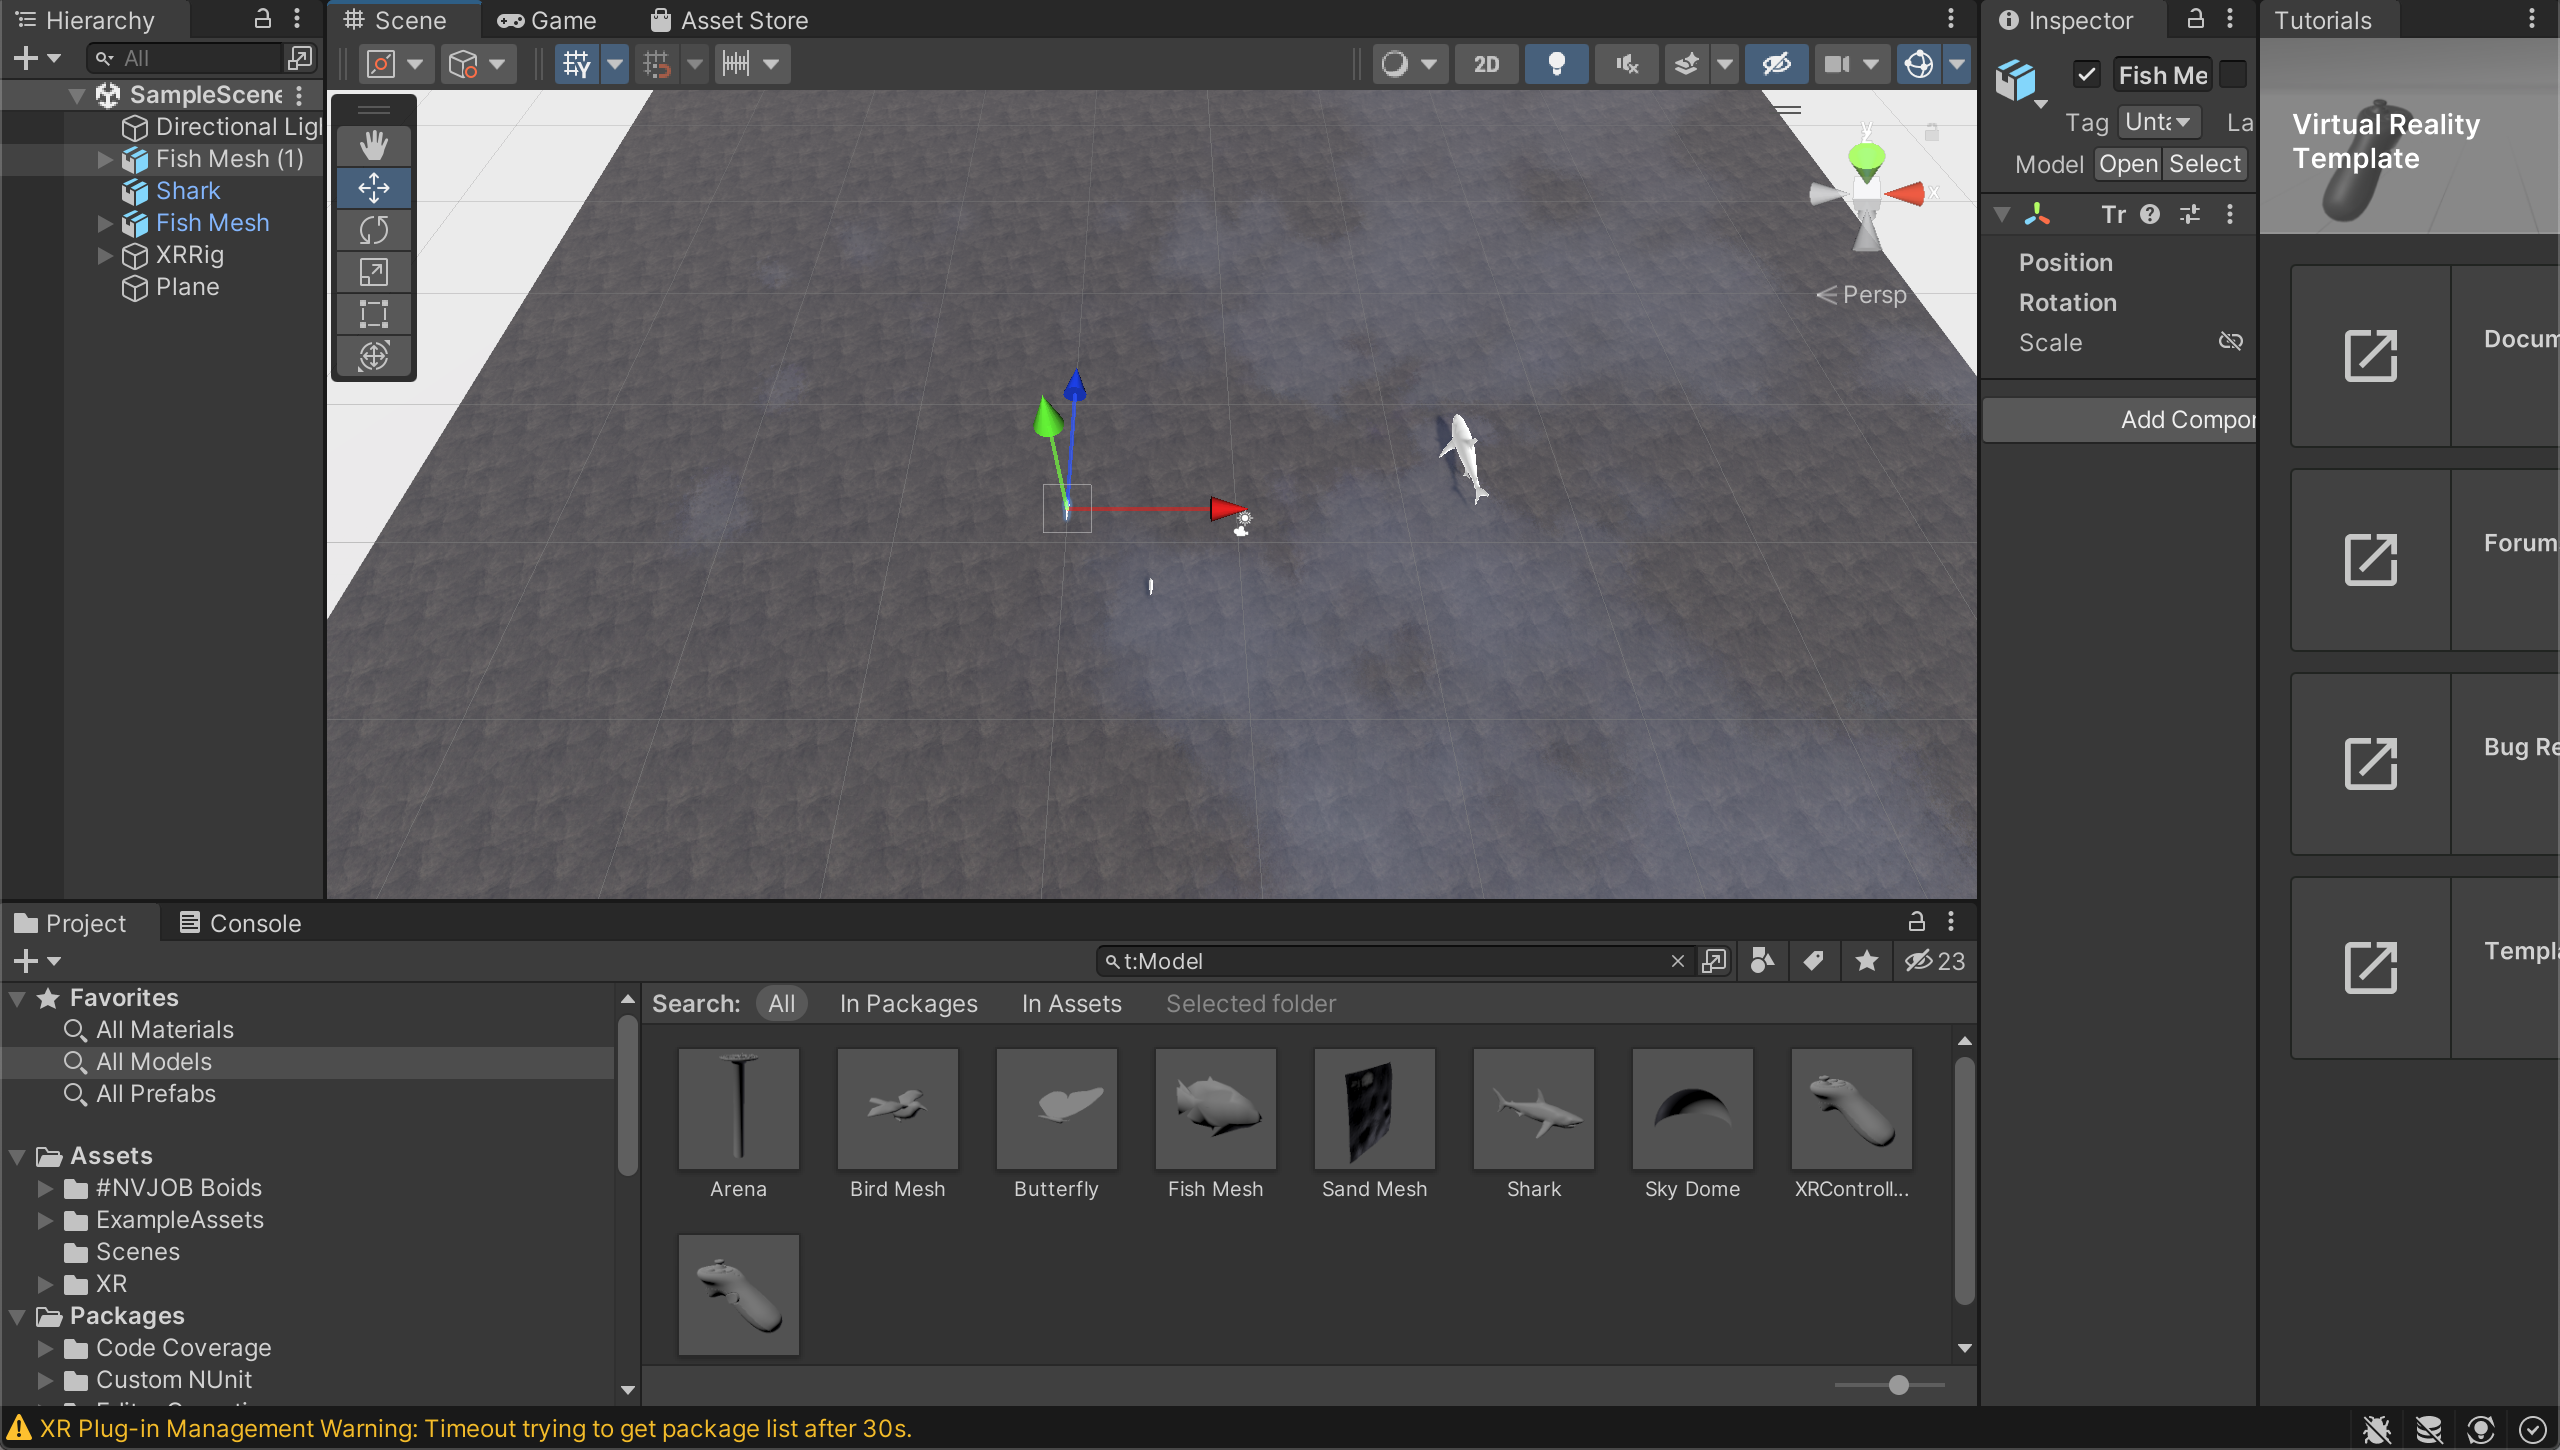 Hierarchy
All
SampleScene
Directional Ligl
Fish Mesh (1)
Shark
Fish Mesh
XRRig
Plane
Scene
Game
Asset Store
2D
y
x
Persp
Inspector
Fish Me
Tag
Unta
La
Model
Open
Select
Tr
Position
Rotation
Scale
Add Compor
Tutorials
Virtual Reality
Template
Docum
Forum
Bug Re
Templa
Project
Console
t:Model
23
Favorites
All Materials
All Models
All Prefabs
Assets
#NVJOB Boids
ExampleAssets
Scenes
XR
Packages
Code Coverage
Custom NUnit
Search:
All
In Packages
In Assets
Selected folder
Arena
Bird Mesh
Butterfly
Fish Mesh
Sand Mesh
Shark
Sky Dome
XRControll...
XR Plug-in Management Warning: Timeout trying to get package list after 30s.